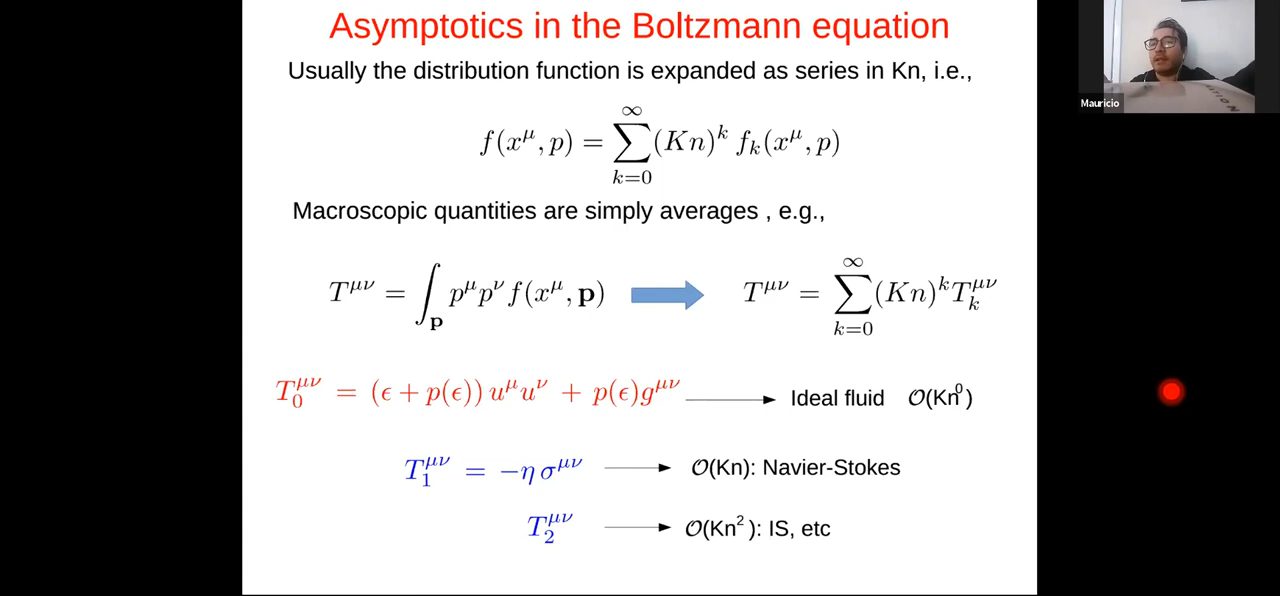 Asymptotics in the Boltzmann equation
Usually the distribution function is expanded as series in Kn, i.e.,
f(x^μ, p) = ∑_{k=0}^{∞} (Kn)^k f_k(x^μ, p)
Macroscopic quantities are simply averages , e.g.,
T^{μν} = ∫_𝐩 p^μ p^ν f(x^μ, 𝐩) T^{μν} = ∑_{k=0}^{∞} (Kn)^k T_k^{μν}
T_0^{μν} = (ϵ + p(ϵ)) u^μ u^ν + p(ϵ)g^{μν} Ideal fluid 𝒪(Kn^0)
T_1^{μν} = −η σ^{μν} 𝒪(Kn): Navier-Stokes
T_2^{μν} 𝒪(Kn^2): IS, etc
Mauricio